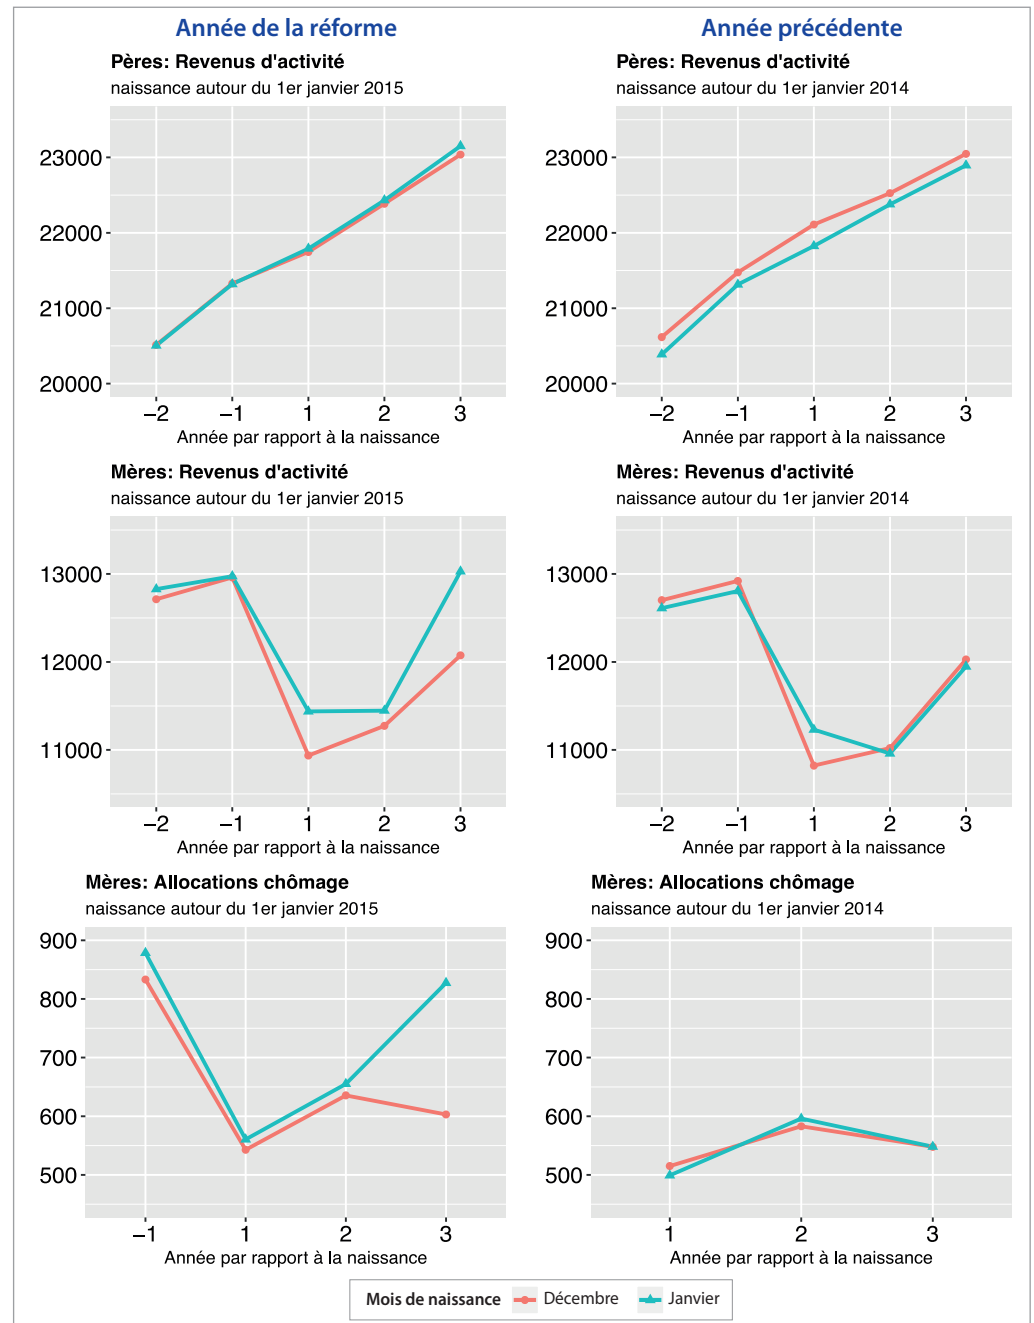 Année de la réforme
Année précédente
Pères: Revenus d'activité
naissance autour du 1er janvier 2015
23000
22000
21000
20000
−2 −1 1 2 3
Année par rapport à la naissance
Pères: Revenus d'activité
naissance autour du 1er janvier 2014
23000
22000
21000
20000
−2 −1 1 2 3
Année par rapport à la naissance
Mères: Revenus d'activité
naissance autour du 1er janvier 2015
13000
12000
11000
−2 −1 1 2 3
Année par rapport à la naissance
Mères: Revenus d'activité
naissance autour du 1er janvier 2014
13000
12000
11000
−2 −1 1 2 3
Année par rapport à la naissance
Mères: Allocations chômage
naissance autour du 1er janvier 2015
900
800
700
600
500
−1 1 2 3
Année par rapport à la naissance
Mères: Allocations chômage
naissance autour du 1er janvier 2014
900
800
700
600
500
1 2 3
Année par rapport à la naissance
Mois de naissance Décembre Janvier